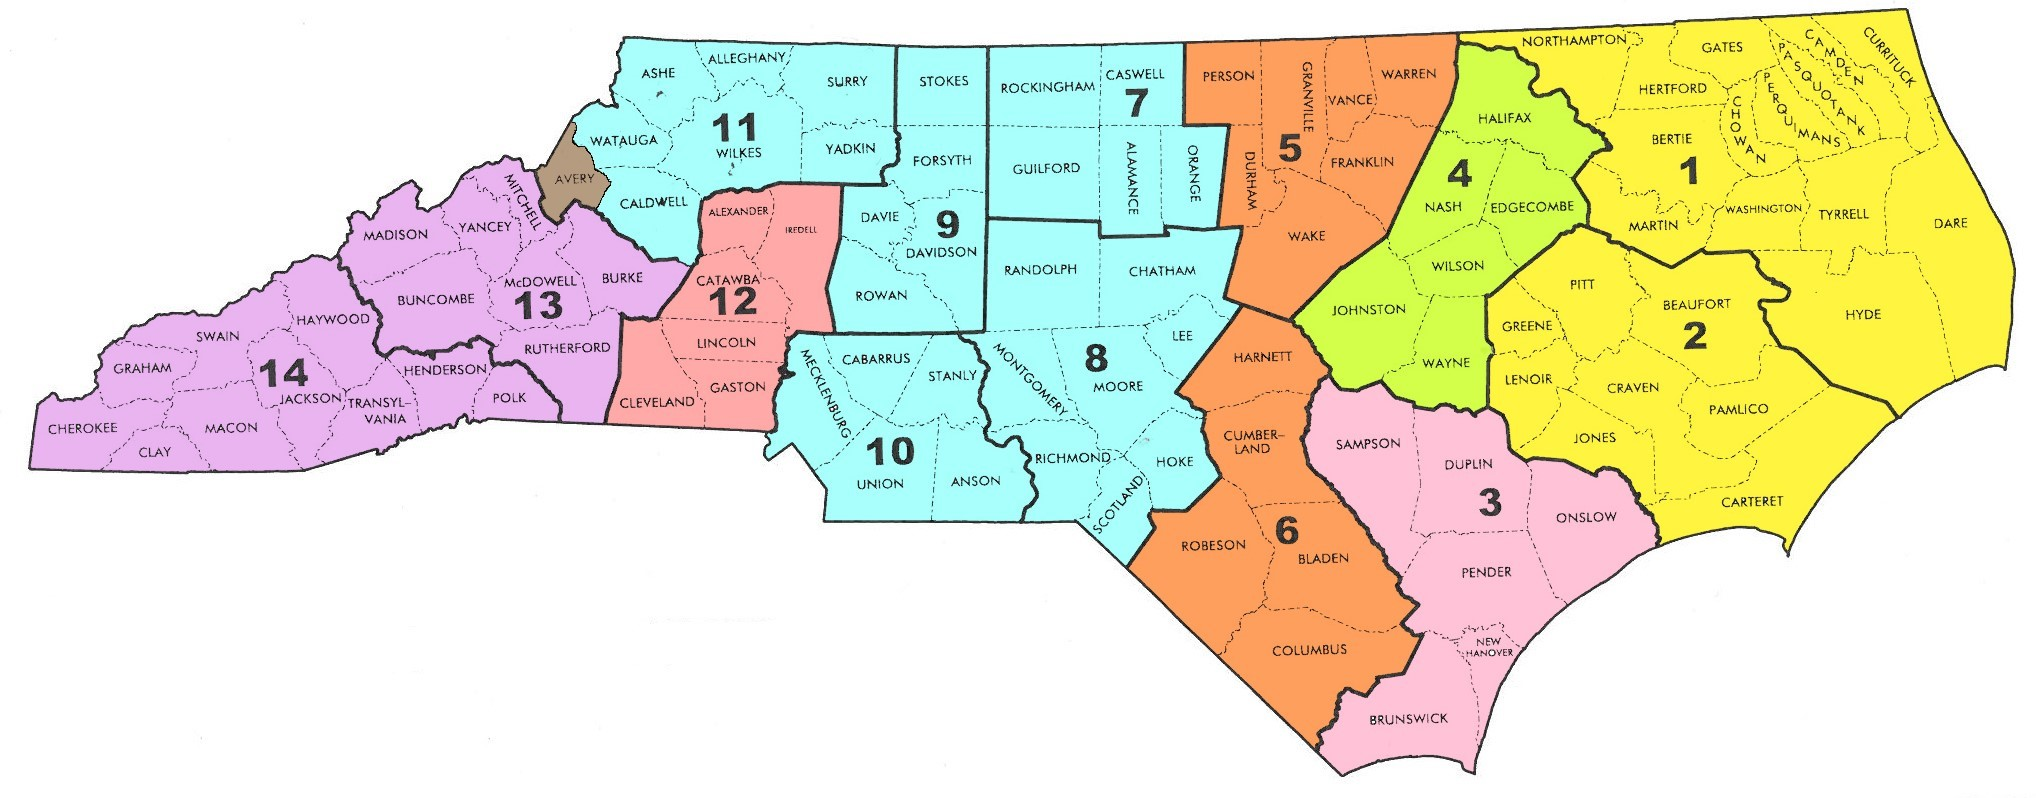 NORTHAMPTON
GATES
CAMDEN
CURRITUCK
PASQUOTANK
HERTFORD
PERQUIMANS
CHOWAN
BERTIE
1
MARTIN
WASHINGTON
TYRRELL
DARE
HYDE
PITT
BEAUFORT
GREENE
2
LENOIR
CRAVEN
PAMLICO
JONES
CARTERET
SAMPSON
DUPLIN
3
ONSLOW
PENDER
NEW
HANOVER
BRUNSWICK
HALIFAX
4
NASH
EDGECOMBE
WILSON
JOHNSTON
WAYNE
PERSON
GRANVILLE
VANCE
WARREN
5
FRANKLIN
DURHAM
WAKE
HARNETT
CUMBER-
LAND
6
ROBESON
BLADEN
COLUMBUS
ROCKINGHAM
CASWELL
7
GUILFORD
ALAMANCE
ORANGE
RANDOLPH
CHATHAM
LEE
MONTGOMERY
8
MOORE
RICHMOND
HOKE
SCOTLAND
STOKES
FORSYTH
DAVIE
9
DAVIDSON
ROWAN
MECKLENBURG
CABARRUS
STANLY
10
UNION
ANSON
ASHE
ALLEGHANY
SURRY
WATAUGA
11
WILKES
YADKIN
CALDWELL
AVERY
ALEXANDER
IREDELL
CATAWBA
12
LINCOLN
CLEVELAND
GASTON
MITCHELL
YANCEY
MADISON
BUNCOMBE
McDOWELL
13
BURKE
RUTHERFORD
HAYWOOD
SWAIN
GRAHAM
14
JACKSON
HENDERSON
POLK
TRANSYL-
VANIA
MACON
CHEROKEE
CLAY